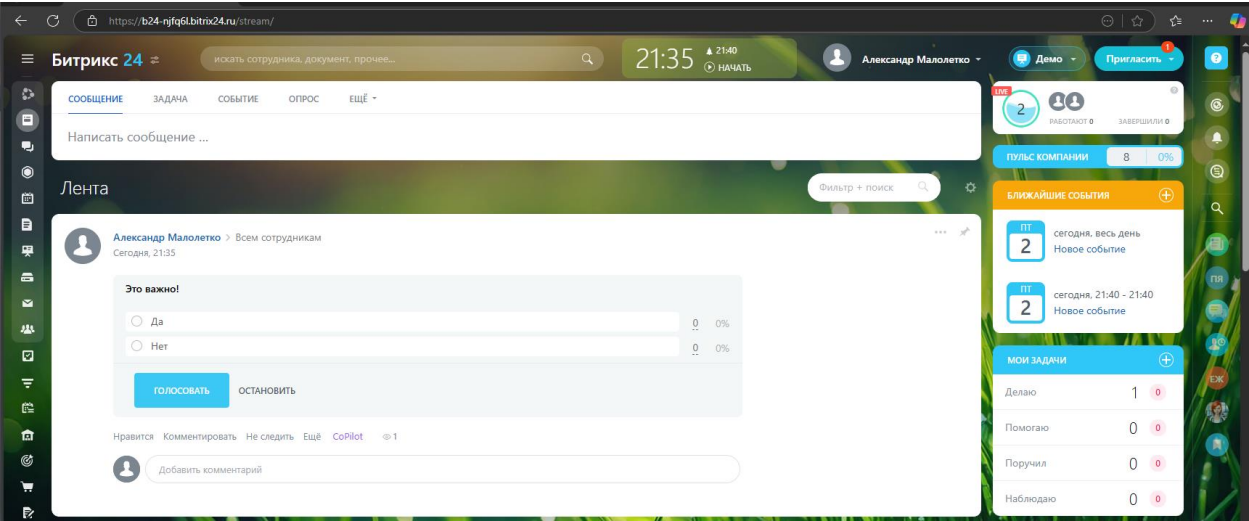 https://b24-njfq6l.bitrix24.ru/stream/
Битрикс 24
искать сотрудника, документ, прочее...
21:35
21:40
НАЧАТЬ
Александр Малолетко
Демо
Пригласить
1
СООБЩЕНИЕ ЗАДАЧА СОБЫТИЕ ОПРОС ЕЩЁ
Написать сообщение ...
LIVE
2
РАБОТАЮТ 0 ЗАВЕРШИЛИ 0
ПУЛЬС КОМПАНИИ 8 0%
Лента
Фильтр + поиск
БЛИЖАЙШИЕ СОБЫТИЯ
Александр Малолетко > Всем сотрудникам
Сегодня, 21:35
ПТ
2
сегодня, весь день
Новое событие
Это важно!
Да 0 0%
Нет 0 0%
ПТ
2
сегодня, 21:40 - 21:40
Новое событие
ГОЛОСОВАТЬ ОСТАНОВИТЬ
Нравится Комментировать Не следить Ещё CoPilot 1
Добавить комментарий
МОИ ЗАДАЧИ
Делаю 1 0
Помогаю 0 0
Поручил 0 0
Наблюдаю 0 0
ПЯ
ЕЖ